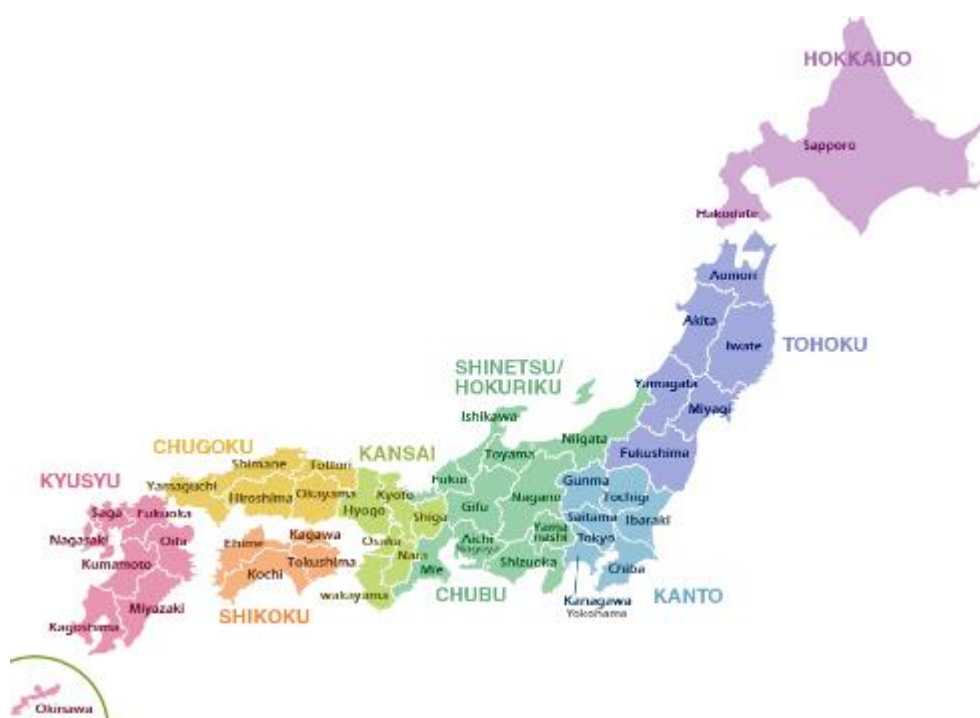 HOKKAIDO
Sapporo
Hakodate
Aomori
Akita
Iwate
TOHOKU
SHINETSU/
HOKURIKU
Yamagata
Miyagi
Ishikawa
Niigata
Fukushima
CHUGOKU
KANSAI
Toyama
Shimane
Tottori
KYUSYU
Yamaguchi
Hiroshima
Okayama
Kyoto
Fukui
Nagano
Gunma
Tochigi
Hyogo
Shiga
Gifu
Saitama
Ibaraki
Saga
Fukuoka
Nagasaki
Oita
Ehime
Kagawa
Osaka
Nara
Aichi
Nagoya
Yama
nashi
Tokyo
Kumamoto
Kochi
Tokushima
Mie
Shizuoka
Chiba
wakayama
CHUBU
KANTO
Kanagawa
Yokohama
Miyazaki
SHIKOKU
Kagoshima
Okinawa